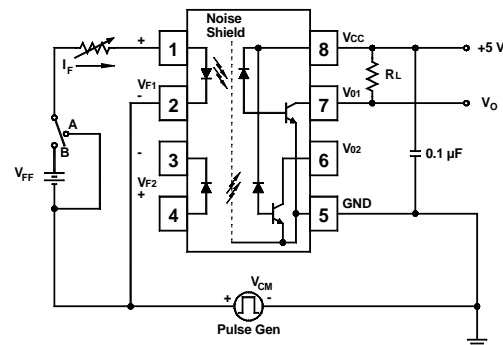 Noise
Shield
+
1
8
VCC
+5 V
IF
VF1
RL
-
2
7
V01
VO
A
-
3
6
V02
B
VF2
0.1 µF
VFF
+
4
5
GND
VCM
+
-
Pulse Gen